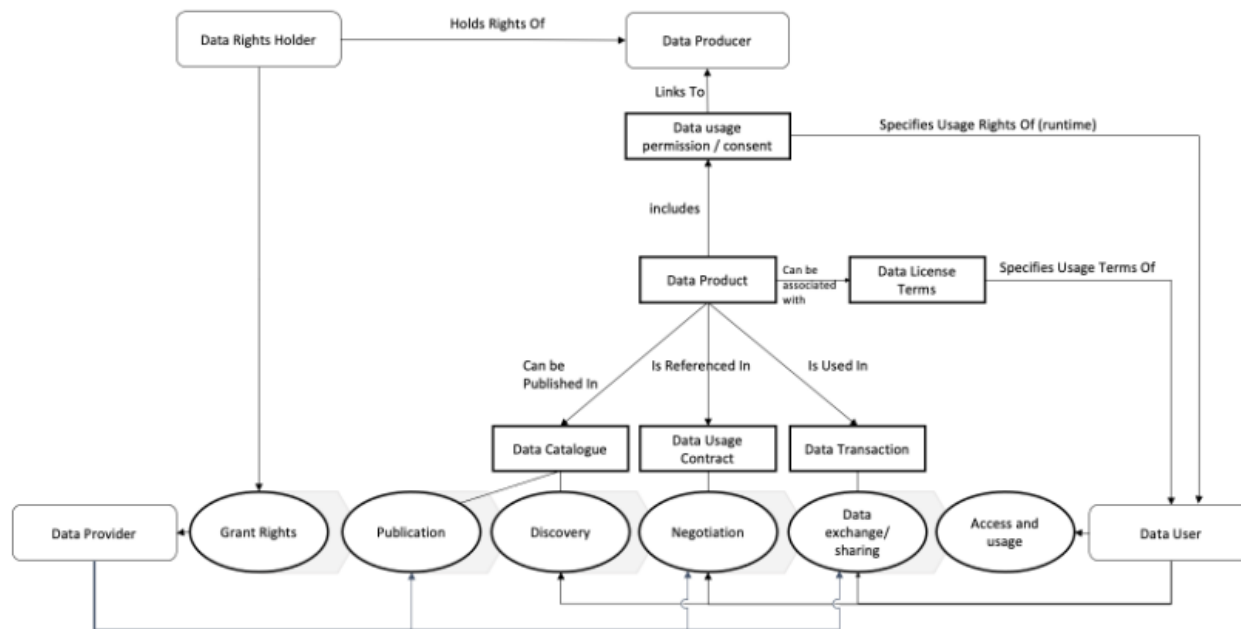 Holds Rights Of
Data Rights Holder
Data Producer
Links To
Data usage
permission / consent
Specifies Usage Rights Of (runtime)
includes
Data Product
Can be
associated
with
Data License
Terms
Specifies Usage Terms Of
Can be
Published In
Is Referenced In
Is Used In
Data Catalogue
Data Usage
Contract
Data Transaction
Data Provider
Grant Rights
Publication
Discovery
Negotiation
Data
exchange/
sharing
Access and
usage
Data User